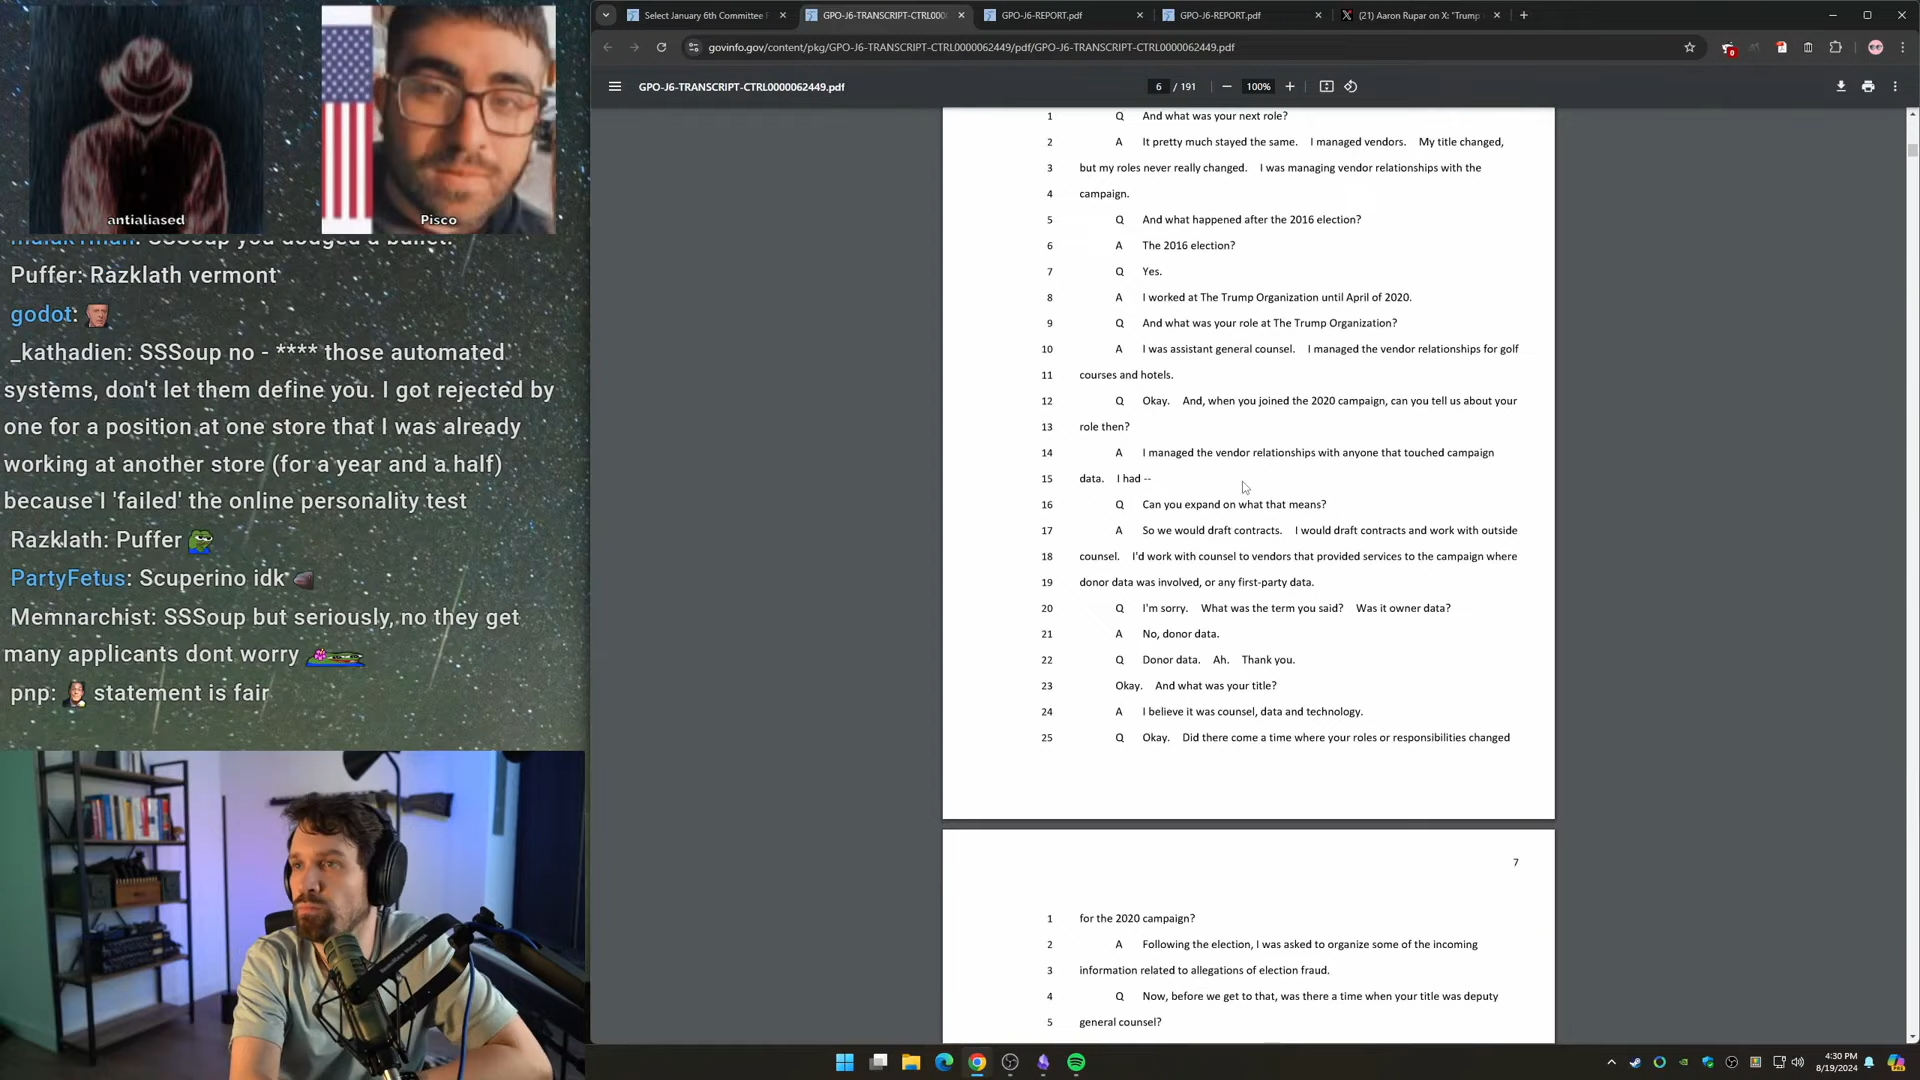 antialiased
Pisco
SSSoup you dodged a bullet.
Puffer: Razklath vermont
godot:
_kathadien: SSSoup no - **** those automated
systems, don't let them define you. I got rejected by
one for a position at one store that I was already
working at another store (for a year and a half)
because I 'failed' the online personality test
Razklath: Puffer
PartyFetus: Scuperino idk
Memnarchist: SSSoup but seriously, no they get
many applicants dont worry
pnp: statement is fair
Select January 6th Committee F
GPO-J6-TRANSCRIPT-CTRL0000
GPO-J6-REPORT.pdf
GPO-J6-REPORT.pdf
(21) Aaron Rupar on X: "Trump
govinfo.gov/content/pkg/GPO-J6-TRANSCRIPT-CTRL0000062449/pdf/GPO-J6-TRANSCRIPT-CTRL0000062449.pdf
GPO-J6-TRANSCRIPT-CTRL0000062449.pdf
6 / 191
100%
1 Q And what was your next role?
2 A It pretty much stayed the same. I managed vendors. My title changed,
3 but my roles never really changed. I was managing vendor relationships with the
4 campaign.
5 Q And what happened after the 2016 election?
6 A The 2016 election?
7 Q Yes.
8 A I worked at The Trump Organization until April of 2020.
9 Q And what was your role at The Trump Organization?
10 A I was assistant general counsel. I managed the vendor relationships for golf
11 courses and hotels.
12 Q Okay. And, when you joined the 2020 campaign, can you tell us about your
13 role then?
14 A I managed the vendor relationships with anyone that touched campaign
15 data. I had --
16 Q Can you expand on what that means?
17 A So we would draft contracts. I would draft contracts and work with outside
18 counsel. I'd work with counsel to vendors that provided services to the campaign where
19 donor data was involved, or any first-party data.
20 Q I'm sorry. What was the term you said? Was it owner data?
21 A No, donor data.
22 Q Donor data. Ah. Thank you.
23 Okay. And what was your title?
24 A I believe it was counsel, data and technology.
25 Q Okay. Did there come a time where your roles or responsibilities changed
7
1 for the 2020 campaign?
2 A Following the election, I was asked to organize some of the incoming
3 information related to allegations of election fraud.
4 Q Now, before we get to that, was there a time when your title was deputy
5 general counsel?
4:30 PM
8/19/2024